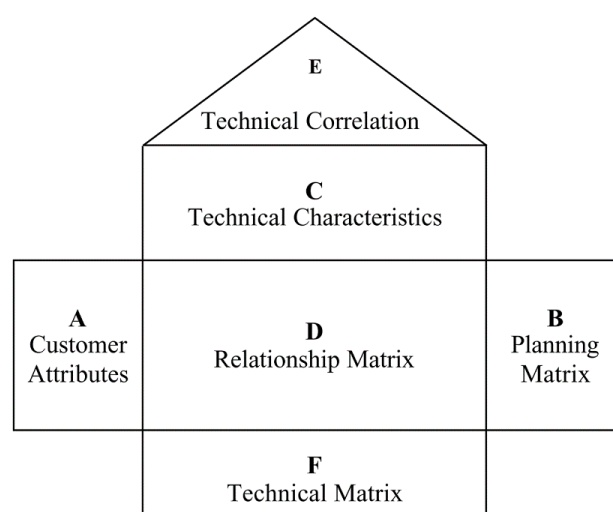 E
Technical Correlation
C
Technical Characteristics
A
Customer
Attributes
D
Relationship Matrix
B
Planning
Matrix
F
Technical Matrix